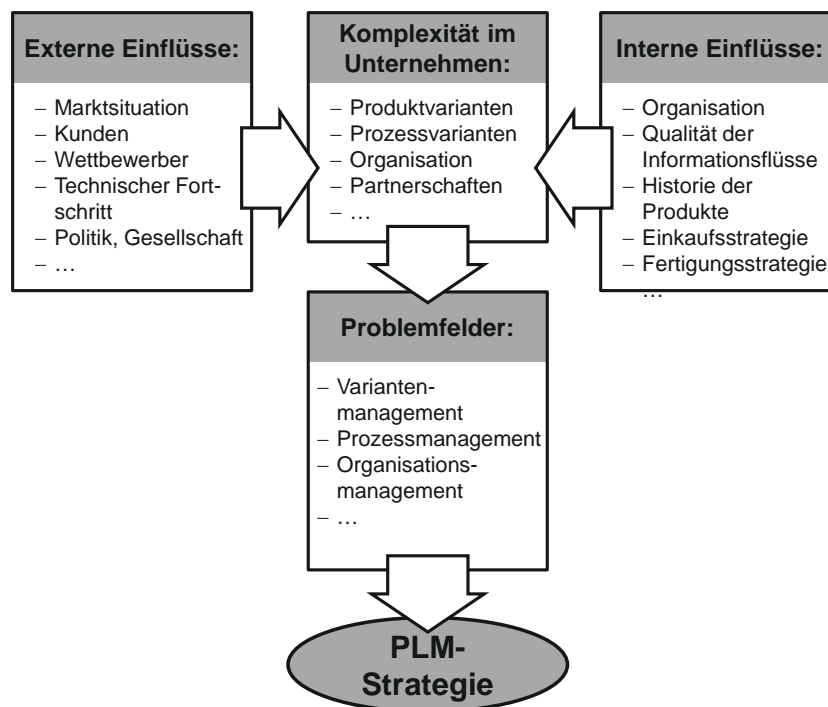 Externe Einflüsse:
– Marktsituation
– Kunden
– Wettbewerber
– Technischer Fort-
schritt
– Politik, Gesellschaft
– …
Komplexität im
Unternehmen:
– Produktvarianten
– Prozessvarianten
– Organisation
– Partnerschaften
– …
Interne Einflüsse:
– Organisation
– Qualität der
Informationsflüsse
– Historie der
Produkte
– Einkaufsstrategie
– Fertigungsstrategie
…
Problemfelder:
– Varianten-
management
– Prozessmanagement
– Organisations-
management
– …
PLM-
Strategie